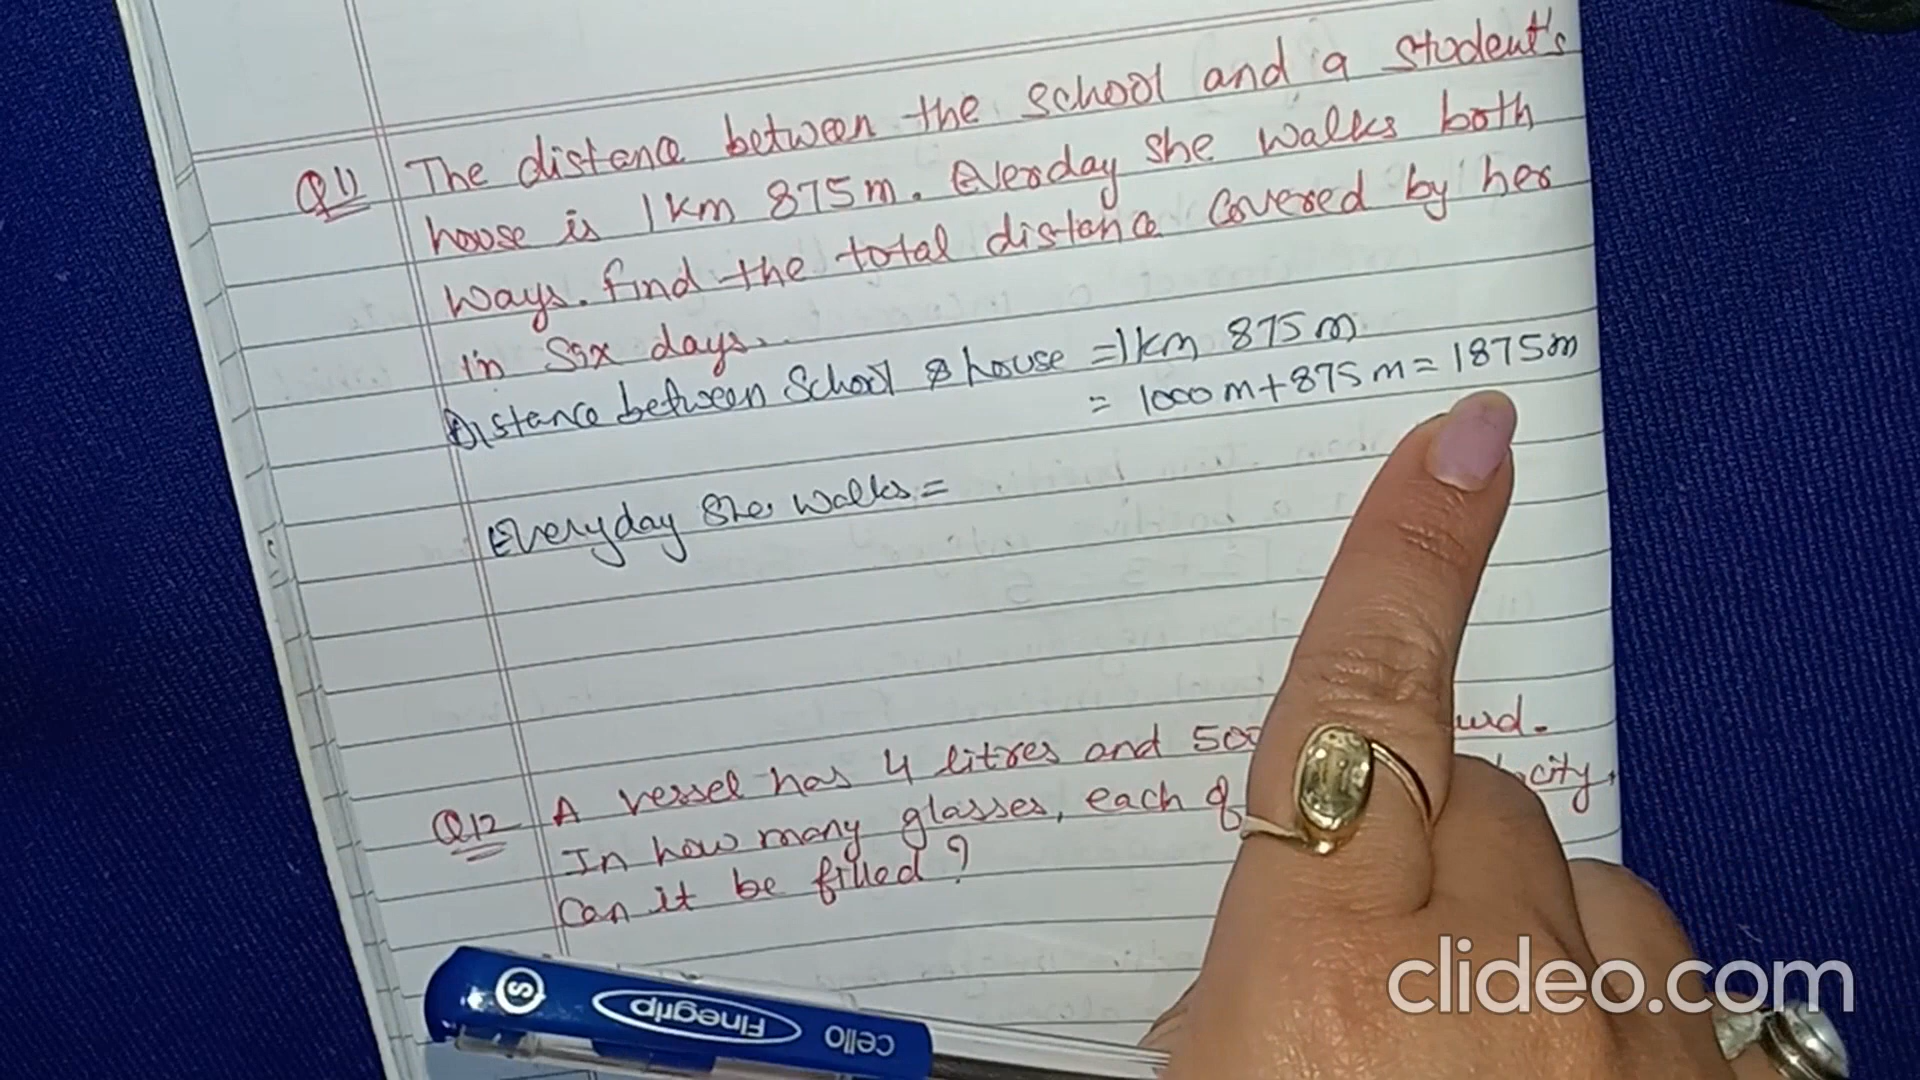 Q11 The distance between the school and a student's
house is 1km 875m. Everday she walks both
ways. find the total distance covered by her
in Six days.
Distance between School & house = 1km 875m
= 1000m + 875m = 1875m
Everyday She walks =
Q12 A vessel has 4 litres and 500
In how many glasses, each of
Can it be filled ?
S
cello
Finegrip
clideo.com